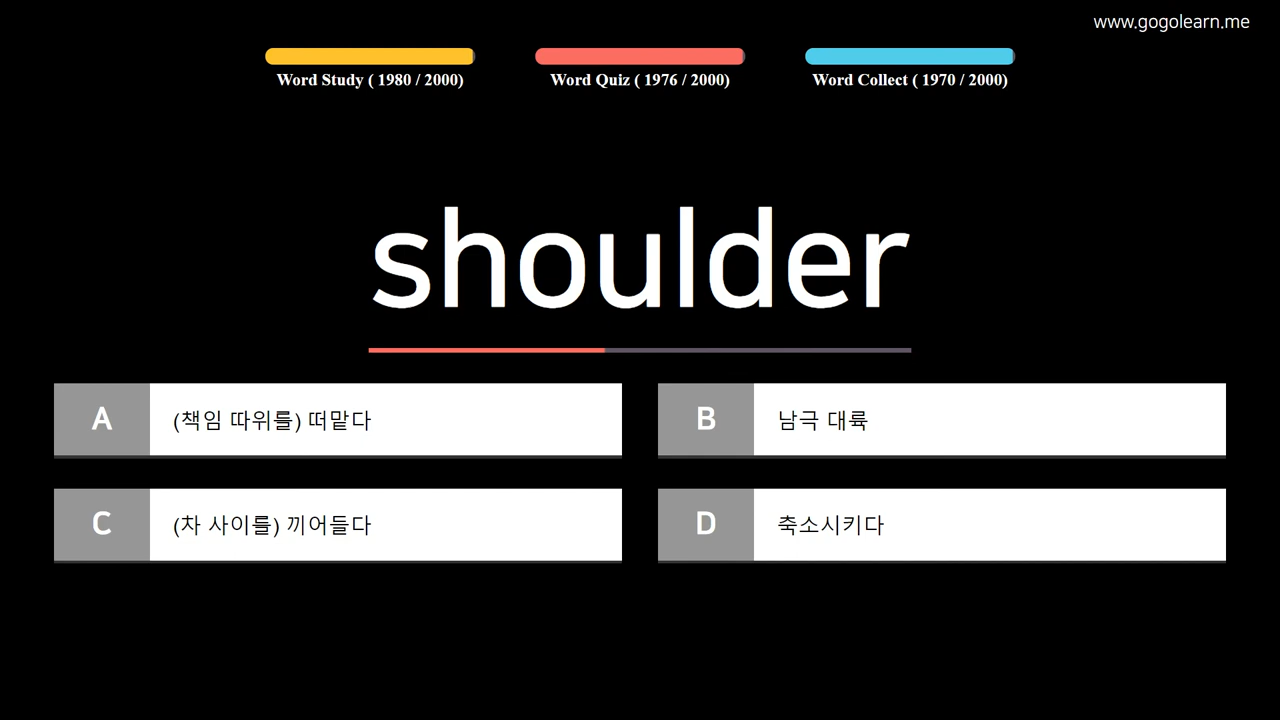 www.gogolearn.me
Word Study ( 1980 / 2000)
Word Quiz ( 1976 / 2000)
Word Collect ( 1970 / 2000)
shoulder
A (책임 따위를) 떠맡다
B 남극 대륙
C (차 사이를) 끼어들다
D 축소시키다